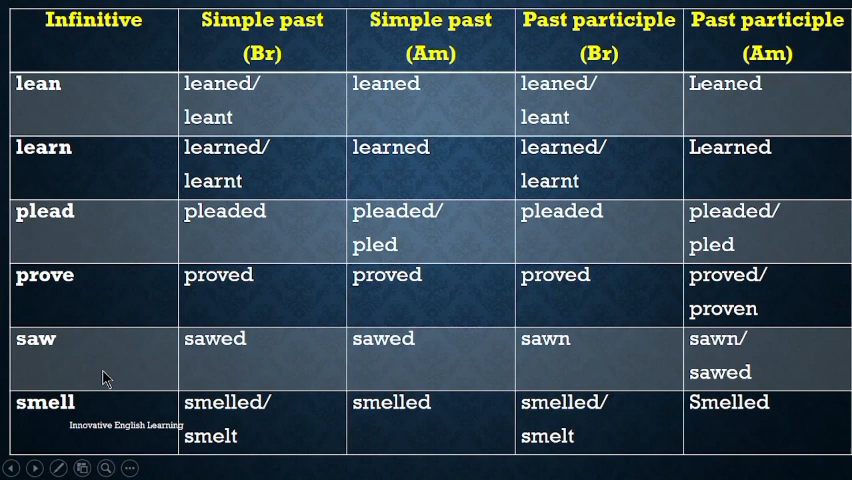 Infinitive Simple past Simple past Past participle Past participle
(Br) (Am) (Br) (Am)
lean leaned/ leaned leaned/ Leaned
leant leant
learn learned/ learned learned/ Learned
learnt learnt
plead pleaded pleaded/ pleaded pleaded/
pled pled
prove proved proved proved proved/
proven
saw sawed sawed sawn sawn/
sawed
smell smelled/ smelled smelled/ Smelled
Innovative English Learning
smelt smelt